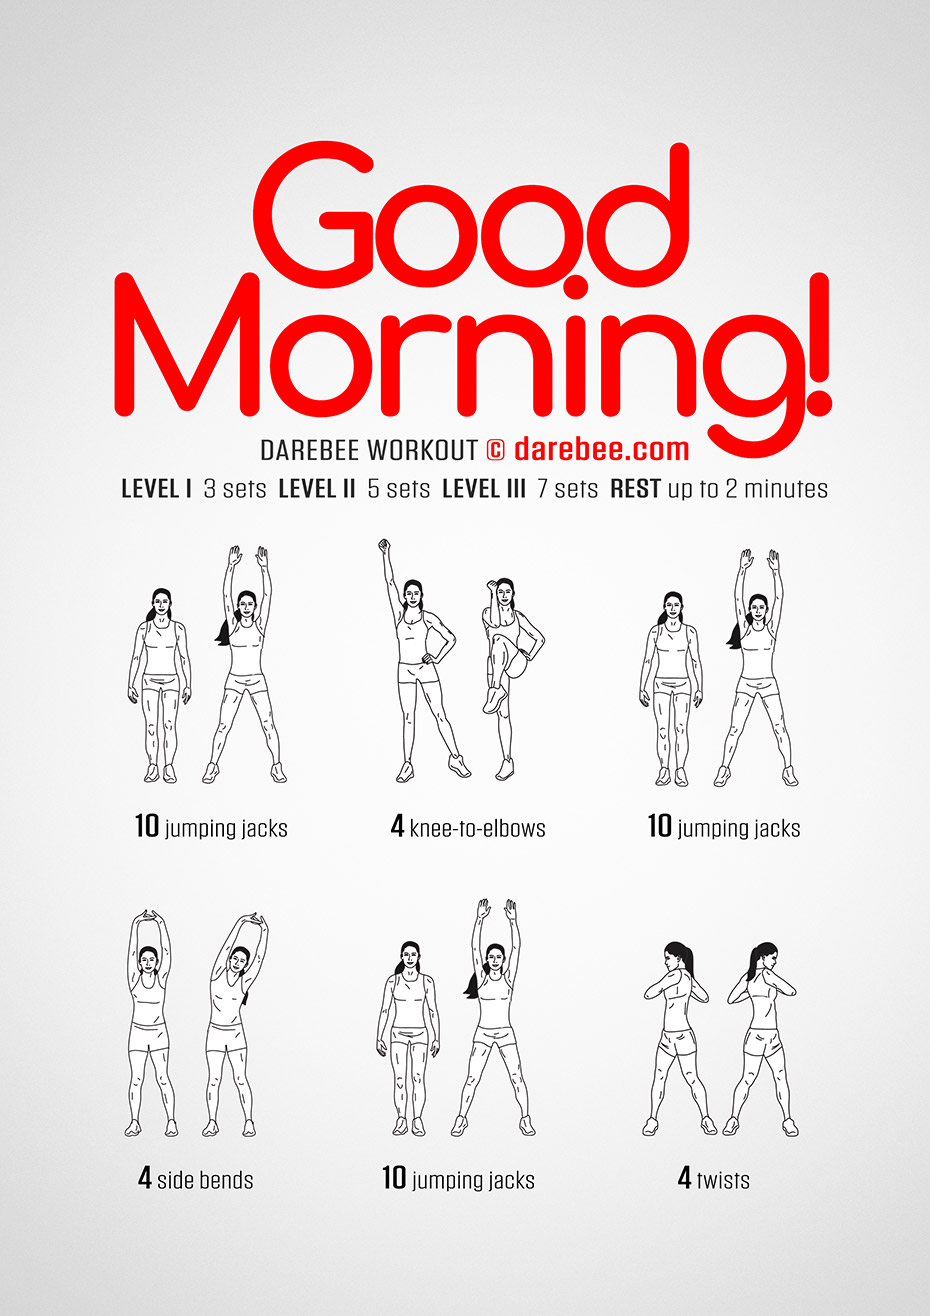 Good
Morning!
DAREBEE WORKOUT © darebee.com
LEVEL I 3 sets LEVEL II 5 sets LEVEL III 7 sets REST up to 2 minutes
10 jumping jacks
4 knee-to-elbows
10 jumping jacks
4 side bends
10 jumping jacks
4 twists